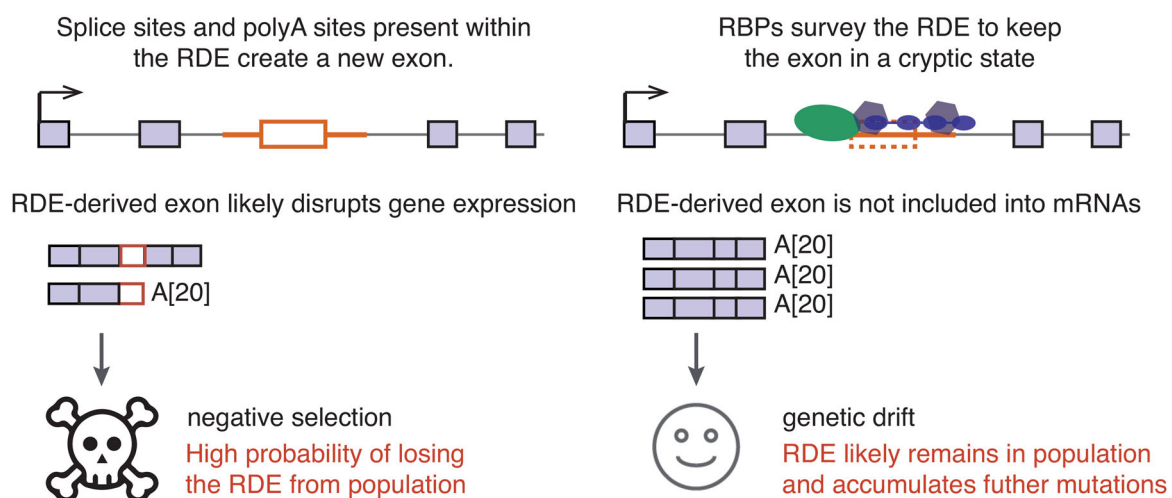 Splice sites and polyA sites present within
the RDE create a new exon.
RDE-derived exon likely disrupts gene expression
A[20]
negative selection
High probability of losing
the RDE from population
RBPs survey the RDE to keep
the exon in a cryptic state
RDE-derived exon is not included into mRNAs
A[20]
A[20]
A[20]
genetic drift
RDE likely remains in population
and accumulates futher mutations